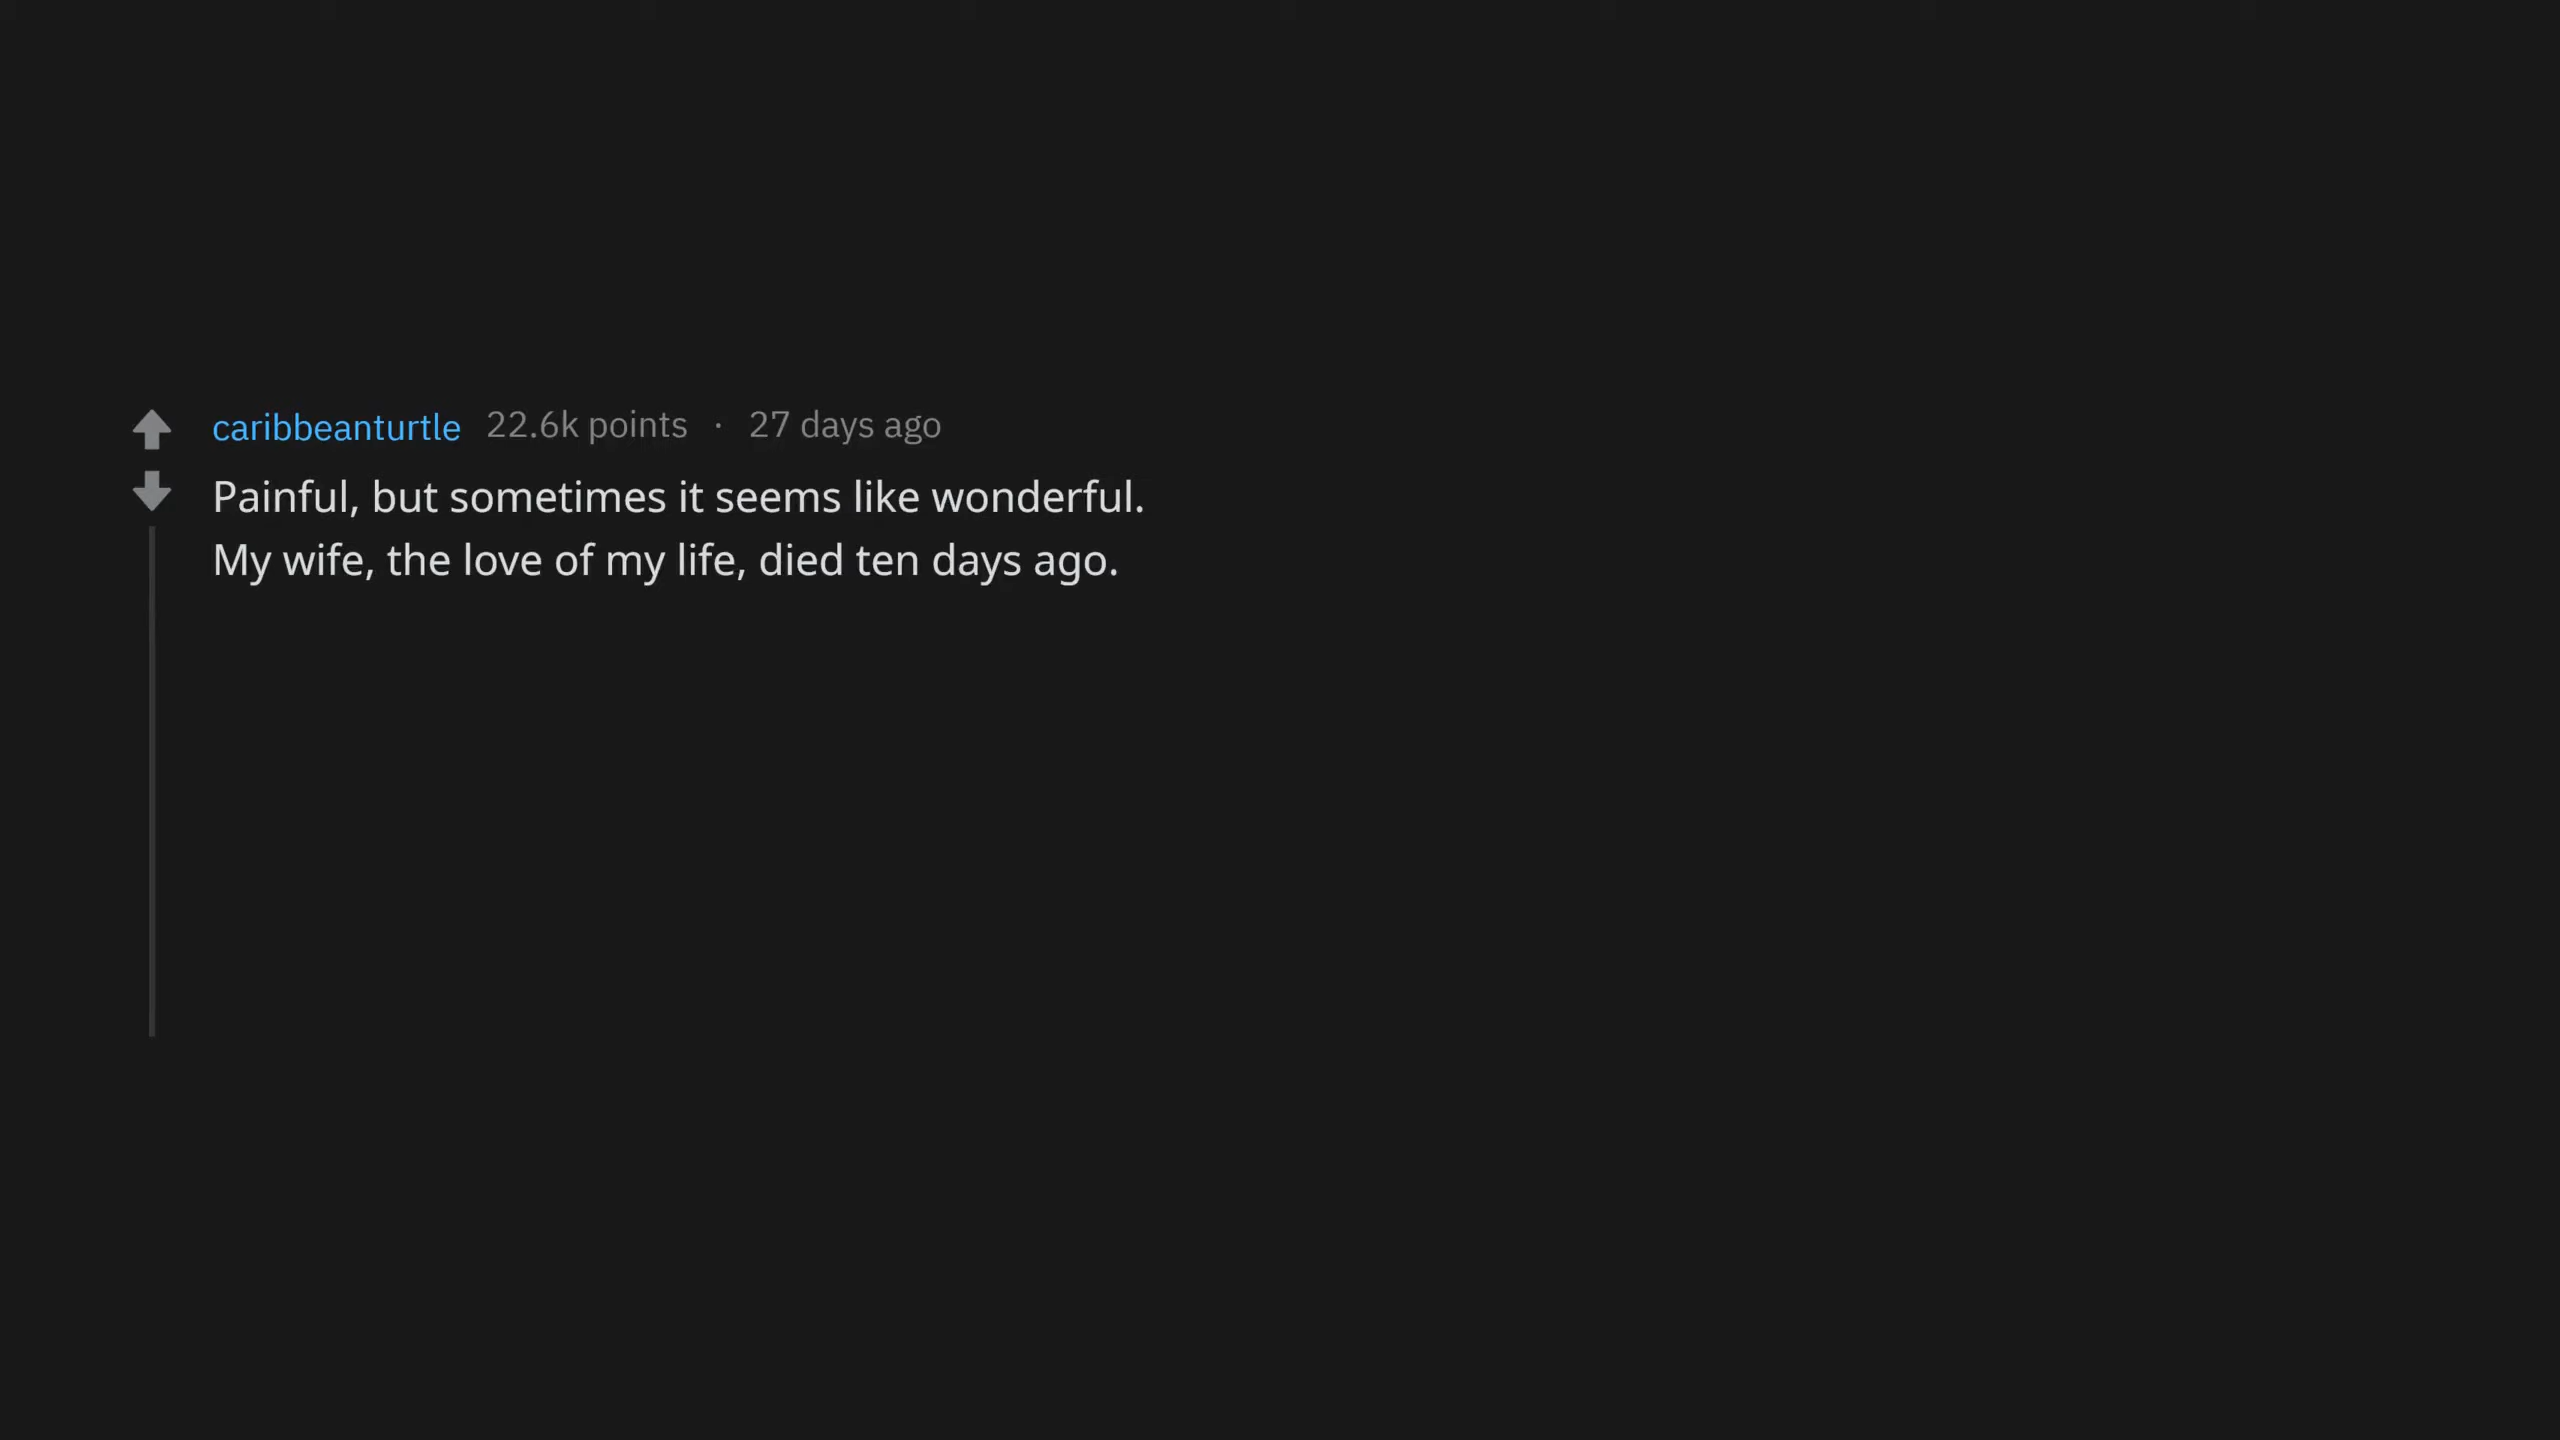 caribbeanturtle 22.6k points · 27 days ago
Painful, but sometimes it seems like wonderful.
My wife, the love of my life, died ten days ago.